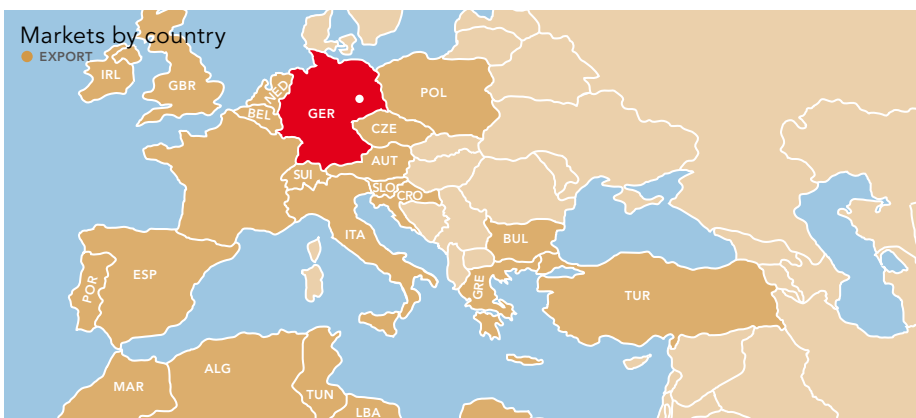 Markets by country
EXPORT
IRL
GBR
NED
BEL
GER
POL
CZE
AUT
SUI
SLO
CRO
ITA
BUL
ESP
POR
GRE
TUR
ALG
MAR
TUN
LBA